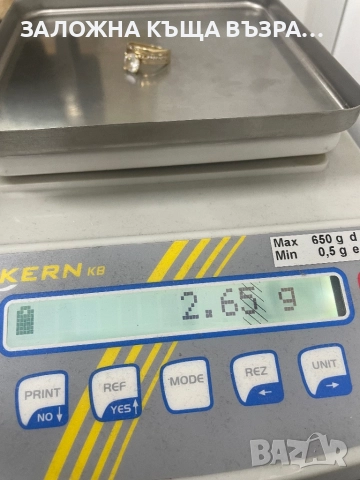 ЗАЛОЖНА КЪЩА ВЪЗРА...
Max 650 g d
Min 0,5 g e
KERN KB
2.65 g
PRINT NO↓
REF YES↑
MODE
REZ ←
UNIT →
BAZAR